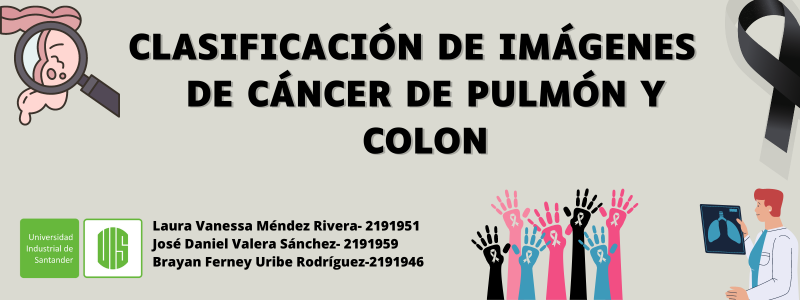 CLASIFICACIÓN DE IMÁGENES
DE CÁNCER DE PULMÓN Y
COLON
Universidad
Industrial de
Santander
UIS
Laura Vanessa Méndez Rivera- 2191951
José Daniel Valera Sánchez- 2191959
Brayan Ferney Uribe Rodríguez-2191946